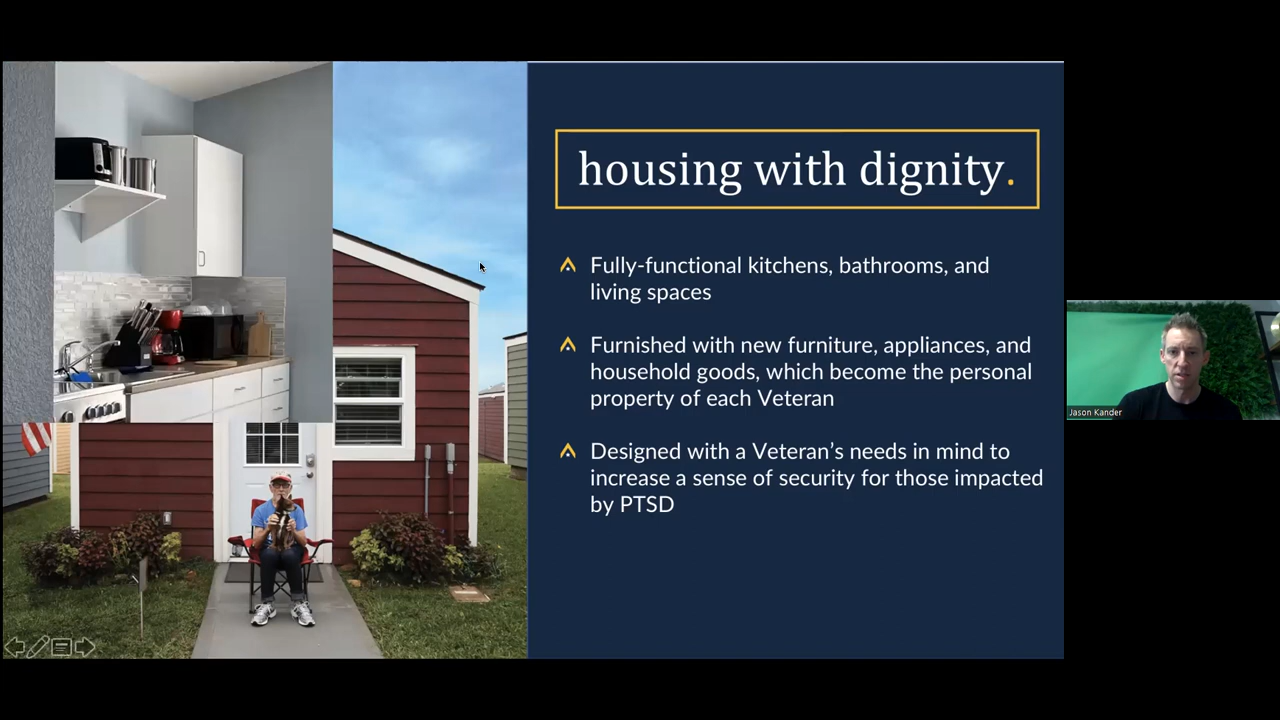 housing with dignity.
Fully-functional kitchens, bathrooms, and
living spaces
Furnished with new furniture, appliances, and
household goods, which become the personal
property of each Veteran
Designed with a Veteran’s needs in mind to
increase a sense of security for those impacted
by PTSD
Jason Kander